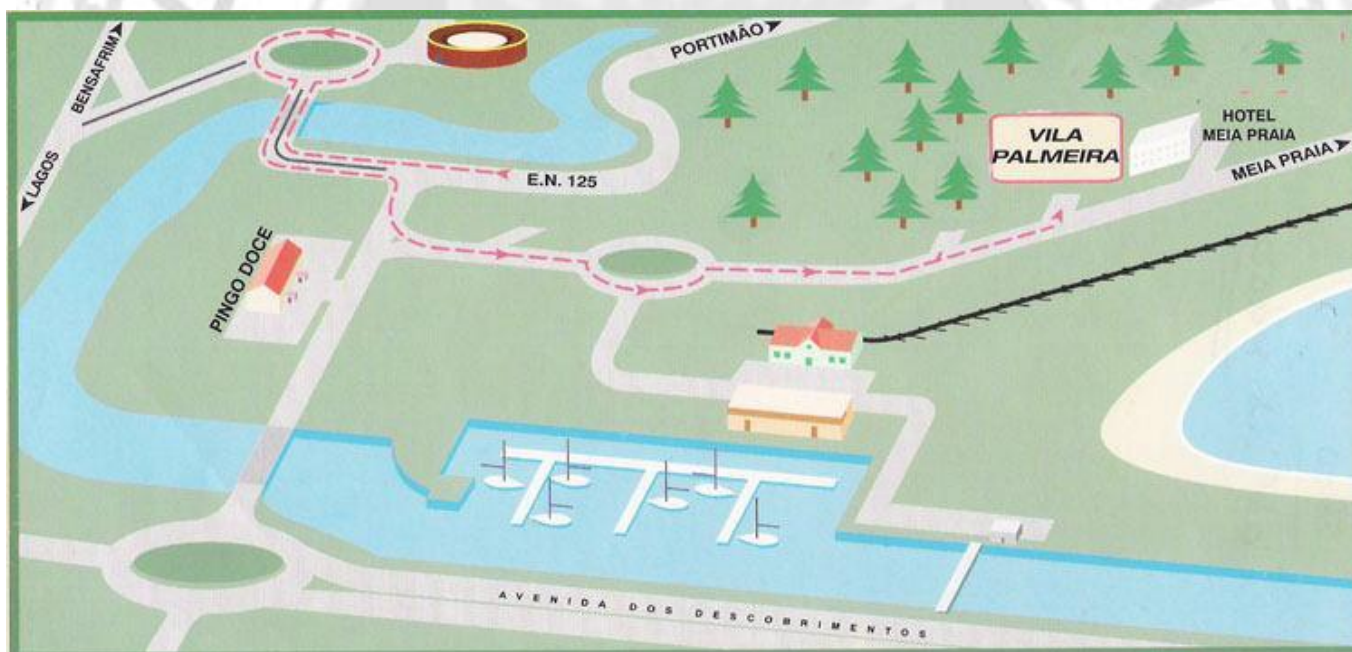 BENSAFRIM
LAGOS
PORTIMÃO
E.N. 125
VILA
PALMEIRA
HOTEL
MEIA PRAIA
MEIA PRAIA
PINGO DOCE
AVENIDA DOS DESCOBRIMENTOS